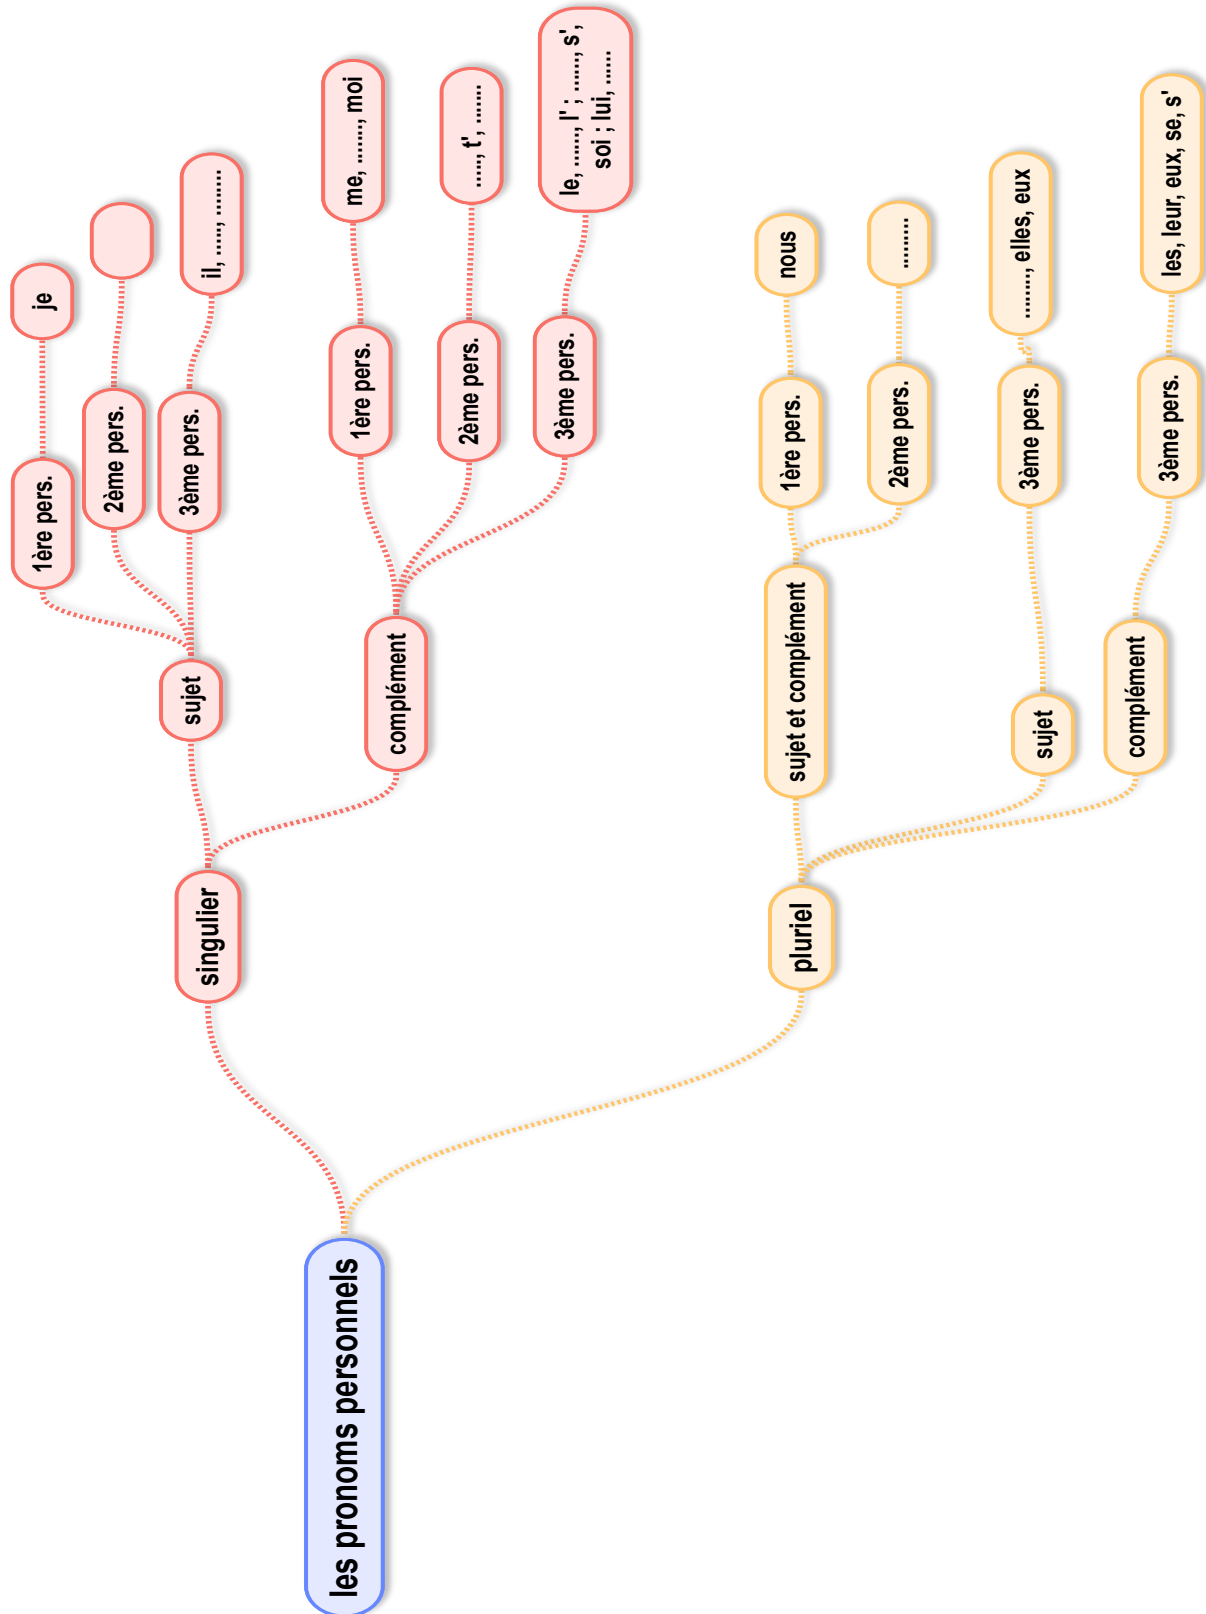 les pronoms personnels
singulier
sujet
1ère pers.
je
2ème pers.
3ème pers.
il, ....., ........
complément
1ère pers.
me, ......., moi
2ème pers.
....., t', .......
3ème pers.
le, ......, l' ; ......, s',
soi ; lui, ......
pluriel
sujet et complément
1ère pers.
nous
2ème pers.
..........
sujet
3ème pers.
........., elles, eux
complément
3ème pers.
les, leur, eux, se, s'